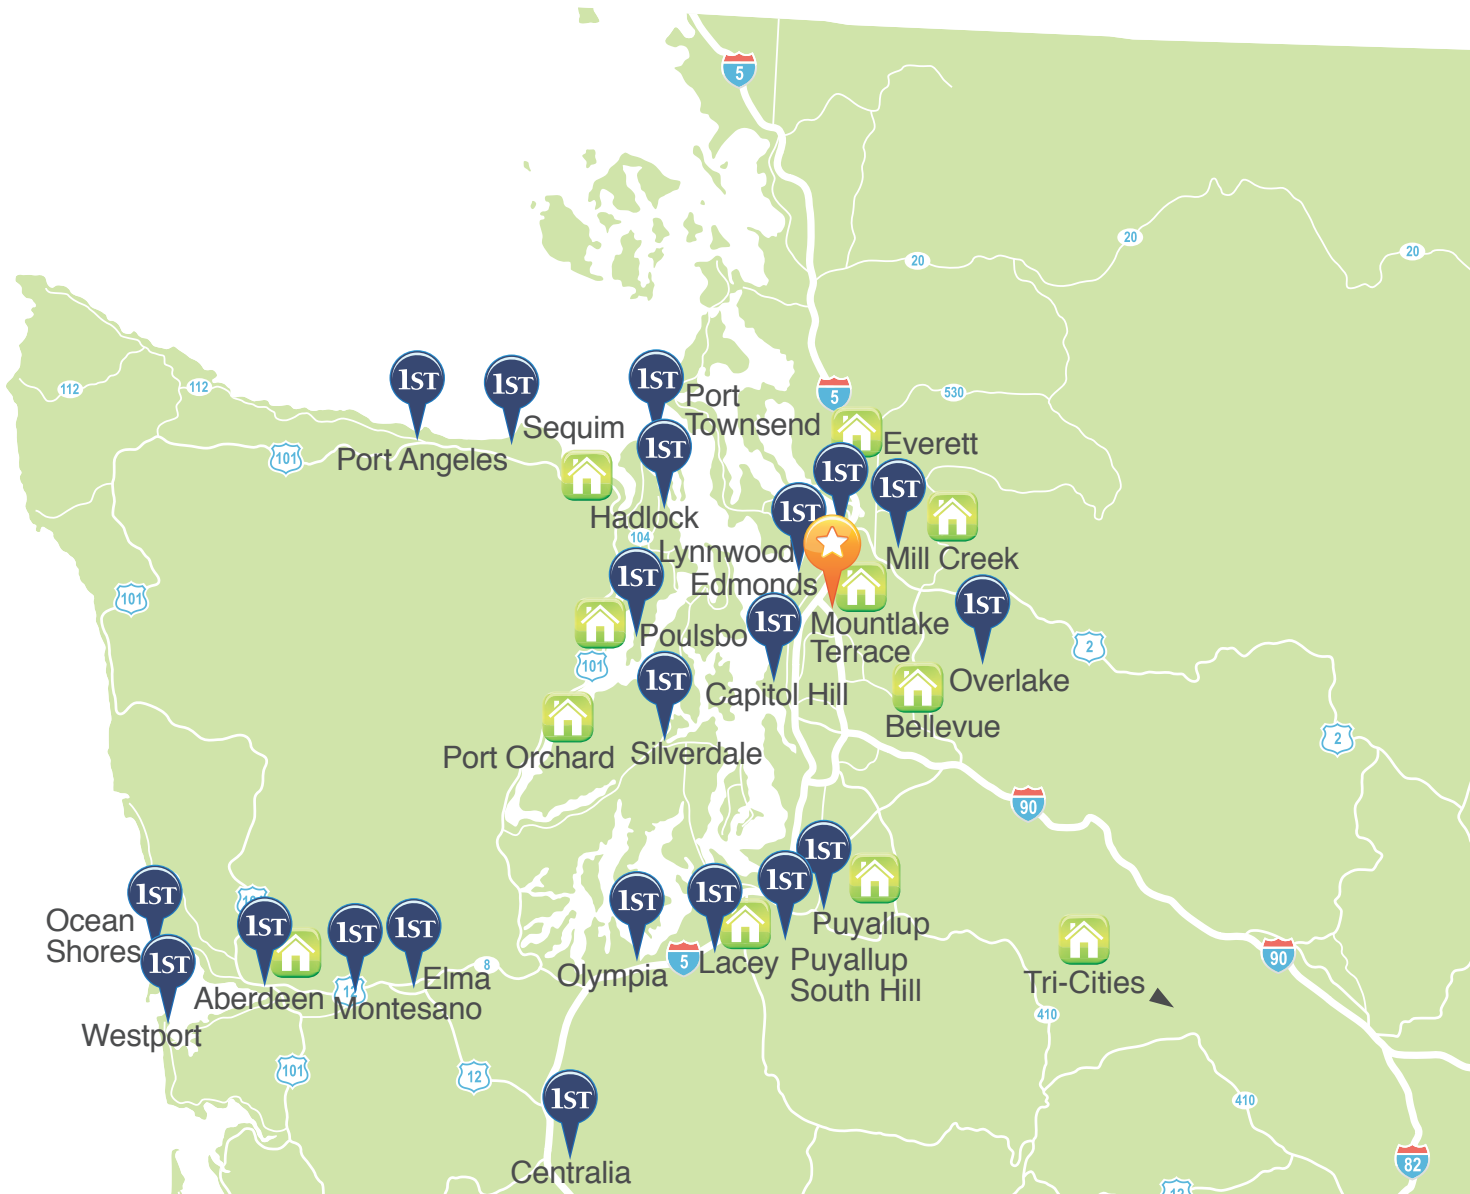 5
20
20
20
112
112
1ST
1ST
1ST
Port
Townsend
5
530
Sequim
101
Port Angeles
1ST
Everett
1ST
1ST
Hadlock
1ST
104
Lynnwood
Mill Creek
1ST
Edmonds
101
1ST
1ST
Poulsbo
Mountlake
Terrace
2
101
1ST
Capitol Hill
Overlake
Bellevue
2
Port Orchard
Silverdale
90
1ST
1ST
1ST
1ST
1ST
Ocean
Shores
1ST
1ST
1ST
Puyallup
1ST
Elma
8
Olympia
5
Lacey
Puyallup
South Hill
90
Tri-Cities
Aberdeen
12
Montesano
410
Westport
101
12
1ST
410
Centralia
82
12